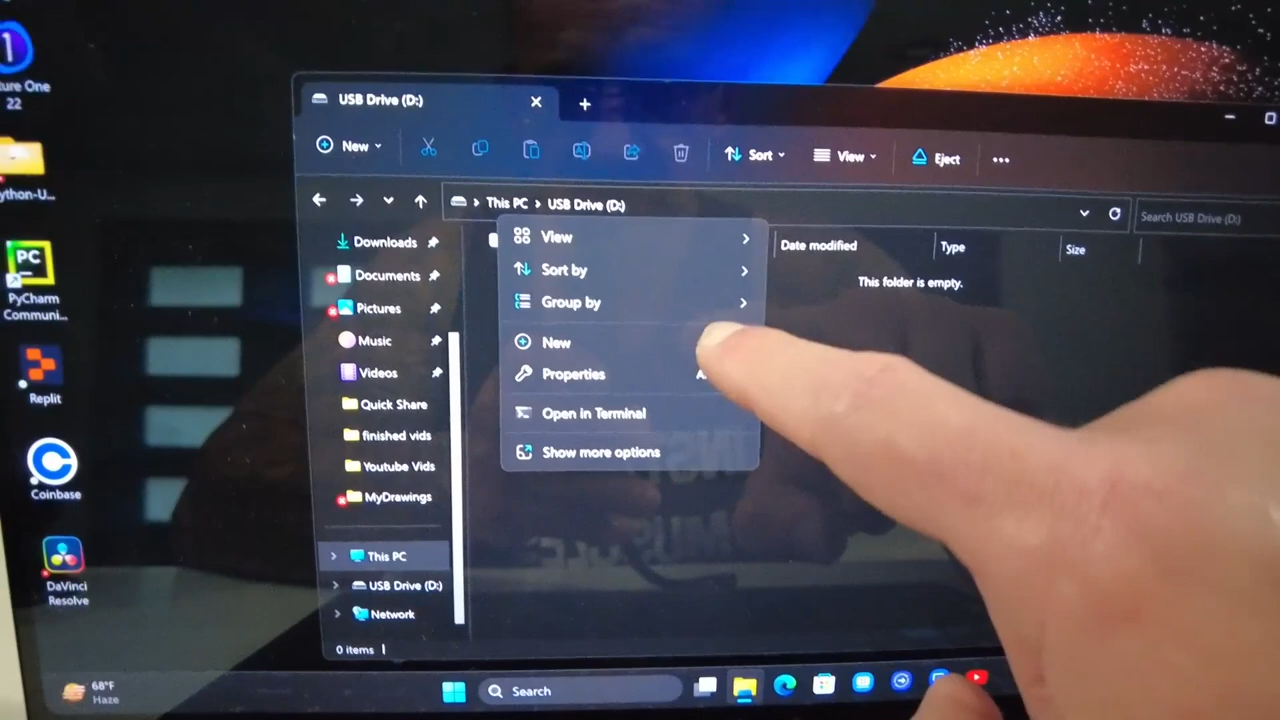 USB Drive (D:)
New
Sort
View
Eject
This PC > USB Drive (D:)
Search USB Drive (D:)
Date modified
Type
Size
This folder is empty.
View
Sort by
Group by
New
Properties
Open in Terminal
Show more options
Downloads
Documents
Pictures
Music
Videos
Quick Share
finished vids
Youtube Vids
MyDrawings
This PC
USB Drive (D:)
Network
0 items
ture One
22
ython-U...
PC
PyCharm
Communi...
Replit
Coinbase
DaVinci
Resolve
68°F
Haze
Search